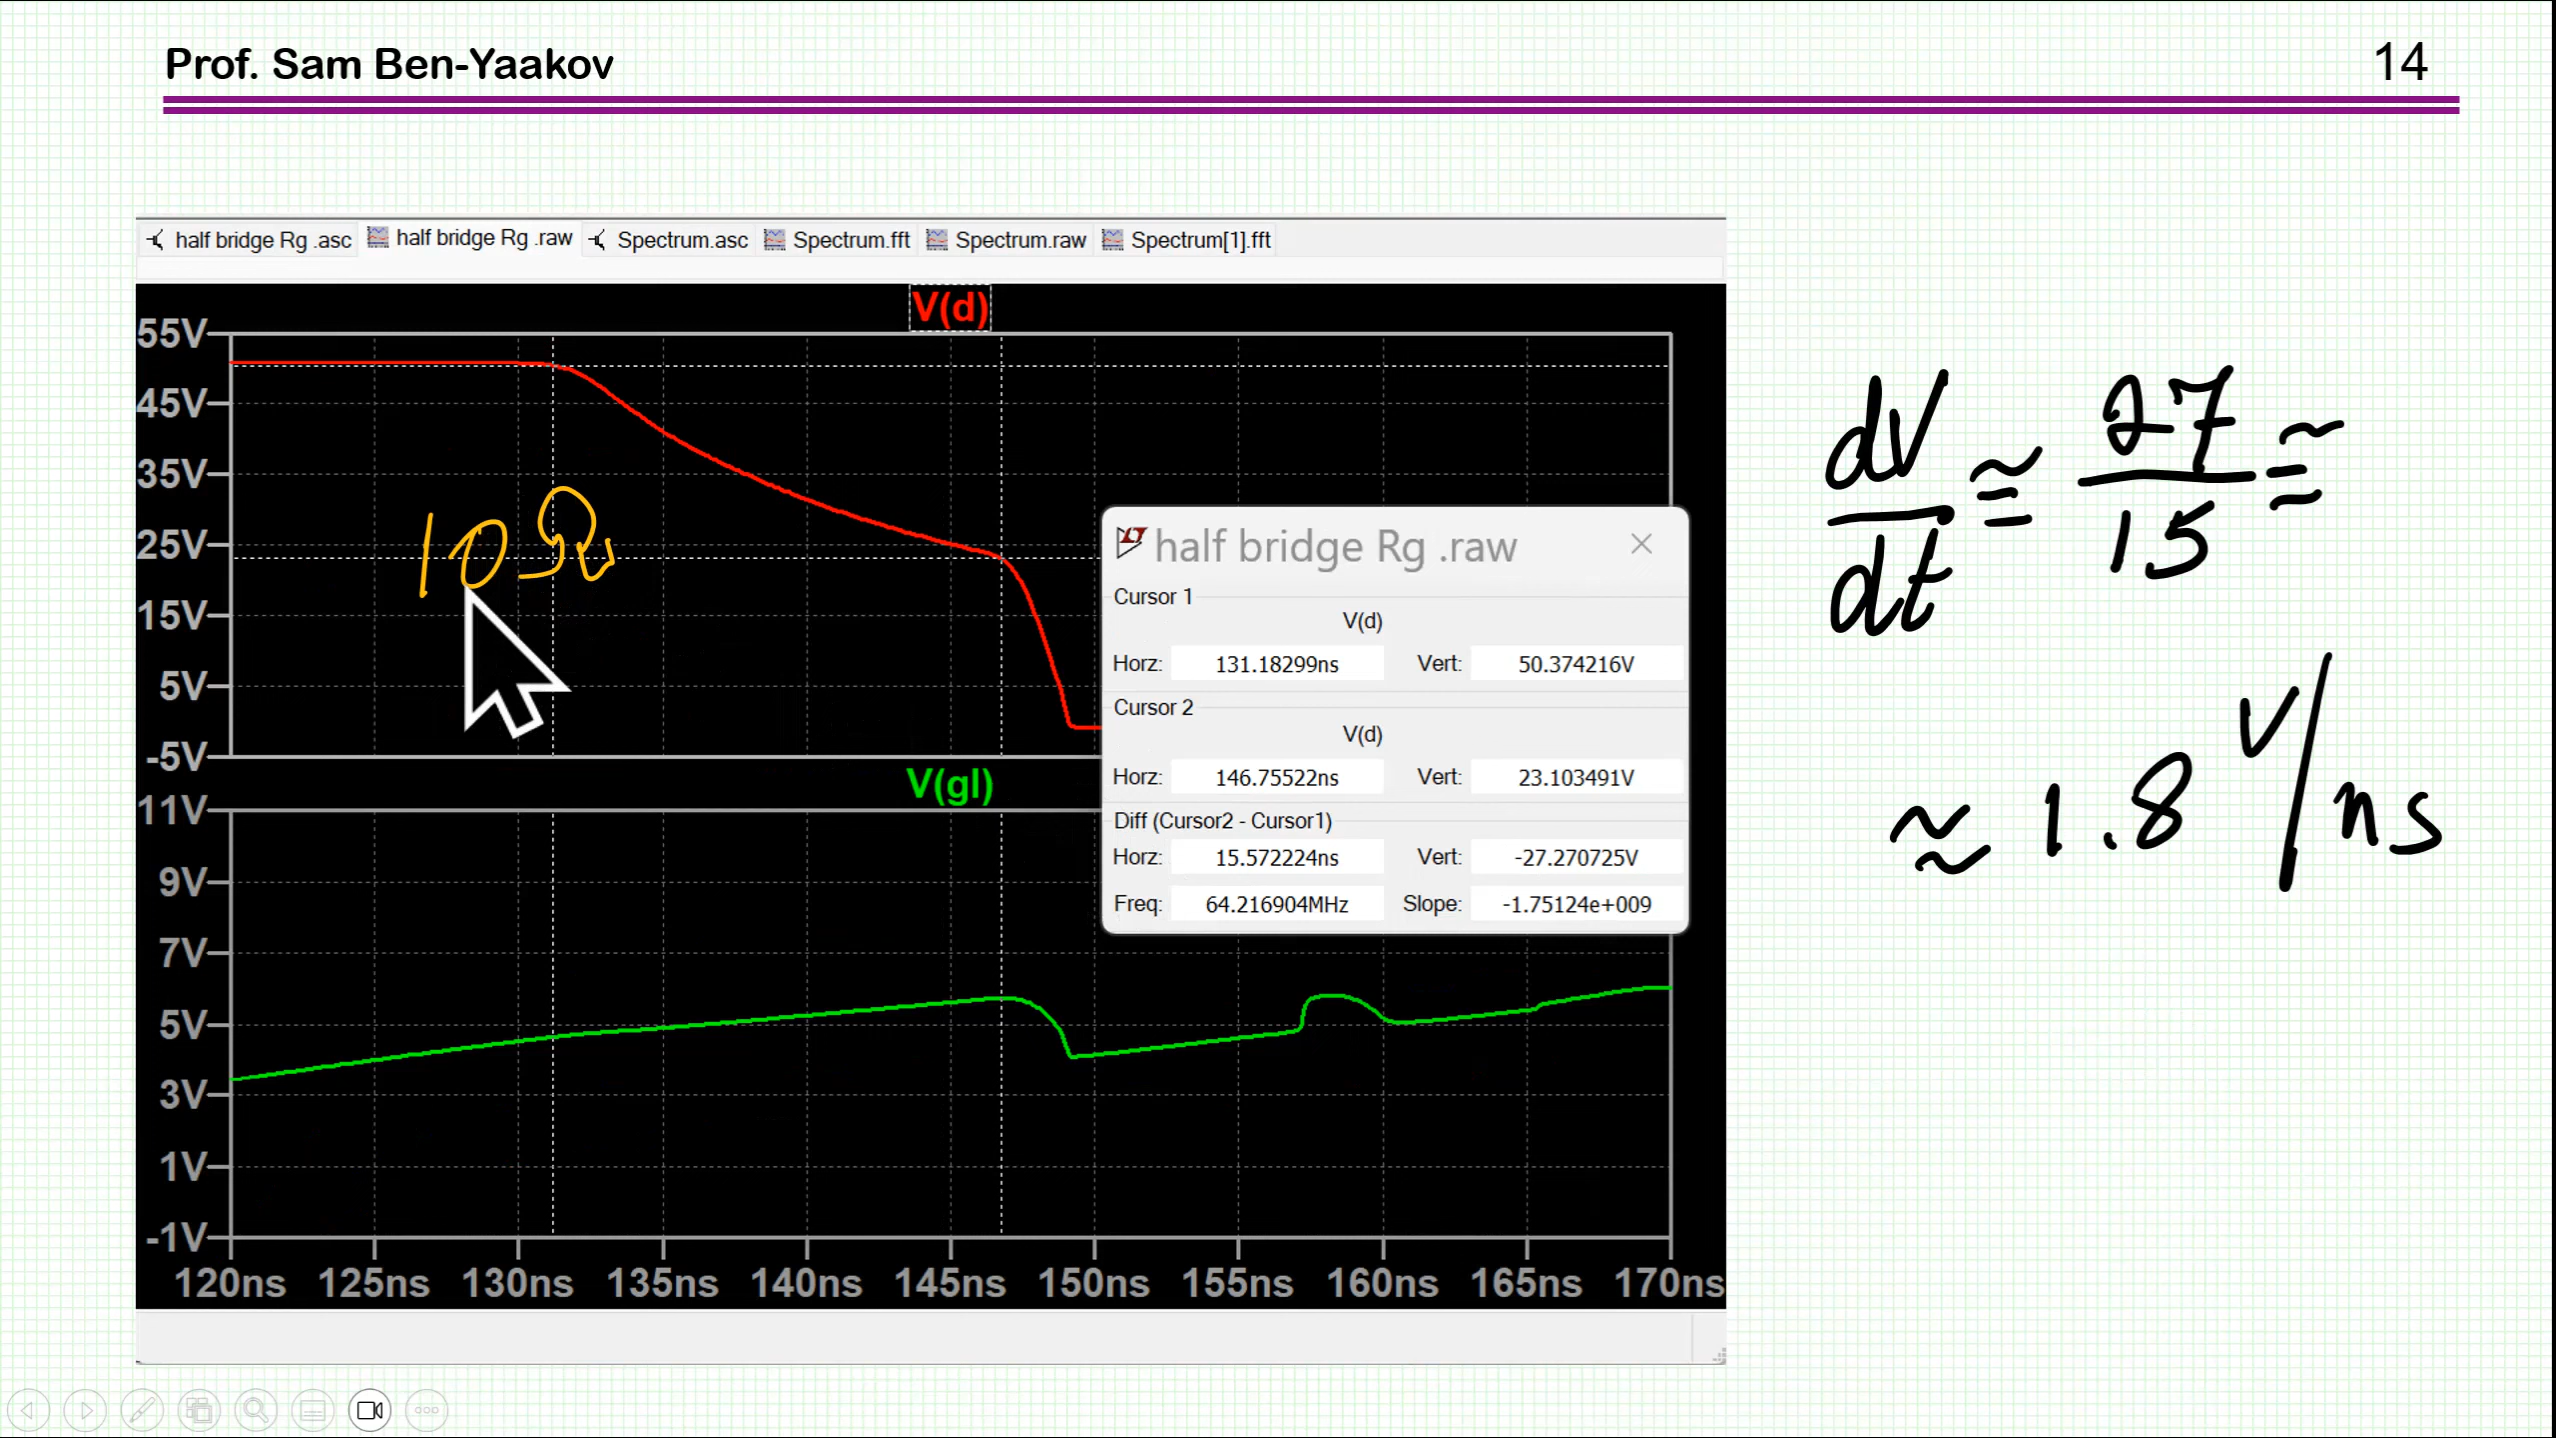 Prof. Sam Ben-Yaakov
14
half bridge Rg .asc
half bridge Rg .raw
Spectrum.asc
Spectrum.fft
Spectrum.raw
Spectrum[1].fft
V(d)
55V
45V
35V
25V
15V
5V
-5V
10Ω
V(gl)
11V
9V
7V
5V
3V
1V
-1V
120ns 125ns 130ns 135ns 140ns 145ns 150ns 155ns 160ns 165ns 170ns
half bridge Rg .raw
Cursor 1
V(d)
Horz: 131.18299ns Vert: 50.374216V
Cursor 2
V(d)
Horz: 146.75522ns Vert: 23.103491V
Diff (Cursor2 - Cursor1)
Horz: 15.572224ns Vert: -27.270725V
Freq: 64.216904MHz Slope: -1.75124e+009
dV/dt ≅ 27/15 ≅
≈ 1.8 V/ns